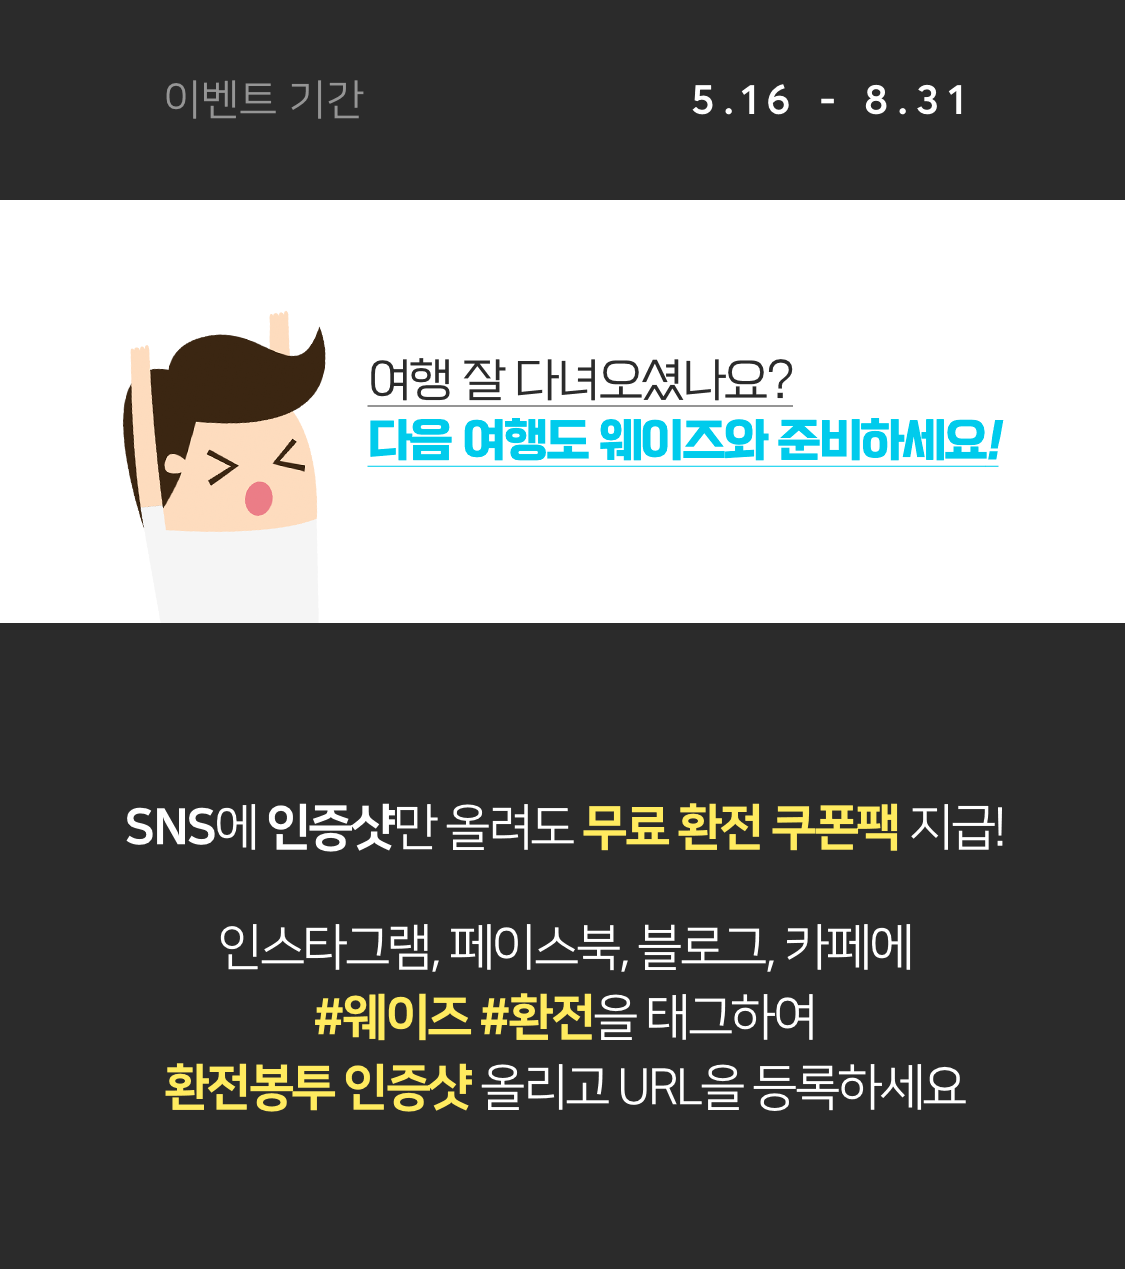 이벤트 기간 5.16 - 8.31
여행 잘 다녀오셨나요?
다음 여행도 웨이즈와 준비하세요!
SNS에 인증샷만 올려도 무료 환전 쿠폰팩 지급!
인스타그램, 페이스북, 블로그, 카페에
#웨이즈 #환전을 태그하여
환전봉투 인증샷 올리고 URL을 등록하세요